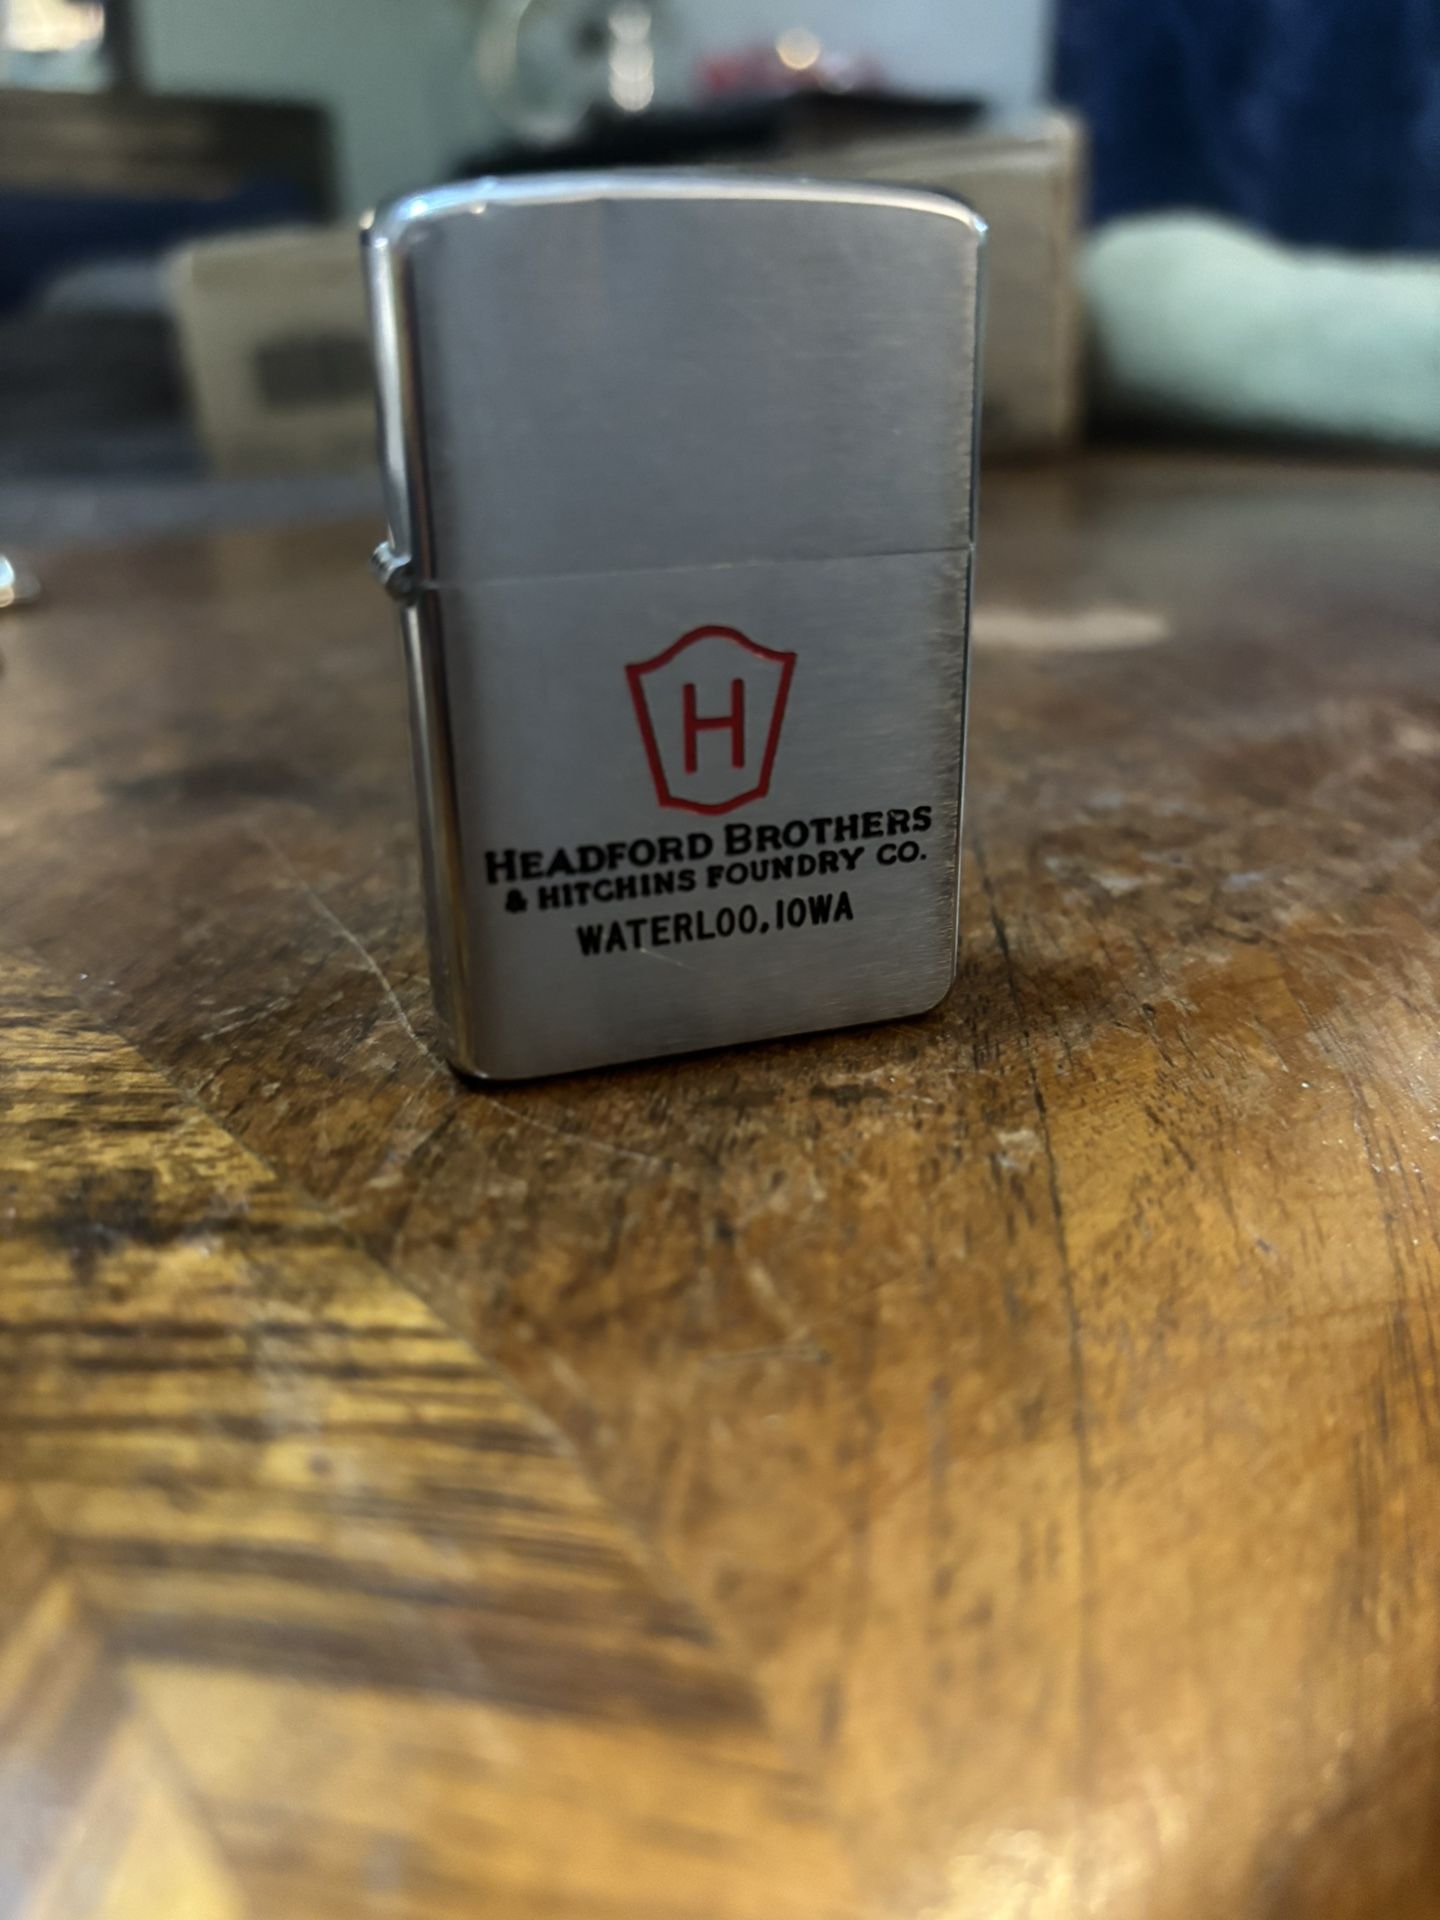 H
HEADFORD BROTHERS
& HITCHINS FOUNDRY CO.
WATERLOO, IOWA